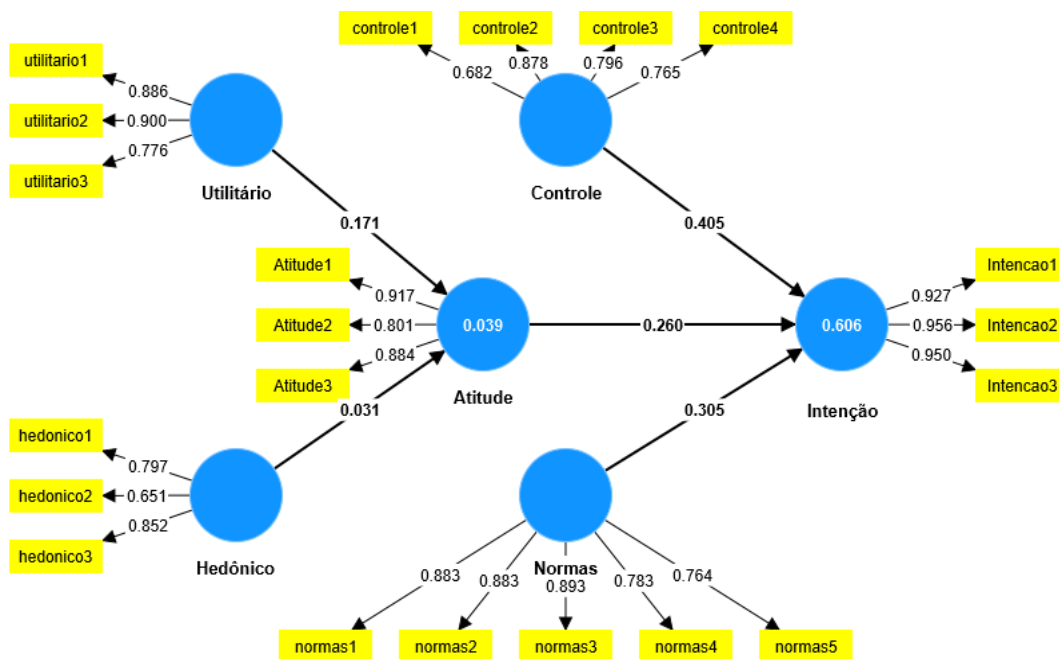 controle1
controle2
controle3
controle4
0.682
0.878
0.796
0.765
Controle
utilitario1
utilitario2
utilitario3
0.886
0.900
0.776
Utilitário
0.171
0.405
Atitude1
Atitude2
Atitude3
0.917
0.801
0.884
0.039
Atitude
0.260
0.606
Intenção
0.927
0.956
0.950
Intencao1
Intencao2
Intencao3
0.031
0.305
hedonico1
hedonico2
hedonico3
0.797
0.651
0.852
Hedônico
Normas
0.883
0.883
0.893
0.783
0.764
normas1
normas2
normas3
normas4
normas5